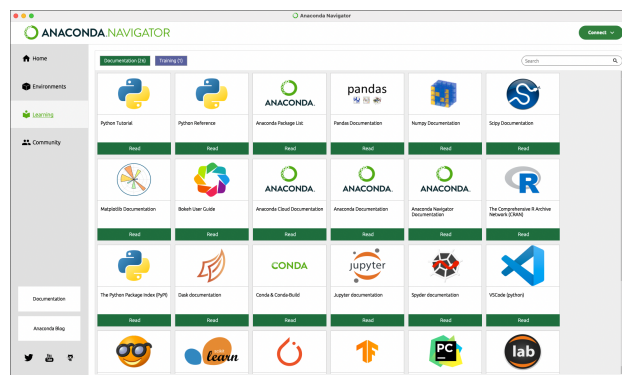 Anaconda Navigator
ANACONDA.NAVIGATOR
Connect
Home
Environments
Learning
Community
Documentation (26)
Training (1)
Search
Python Tutorial
Python Reference
ANACONDA.
Anaconda Package List
pandas
Pandas Documentation
Numpy Documentation
Scipy Documentation
Read
Read
Read
Read
Read
Read
Matplotlib Documentation
Bokeh User Guide
ANACONDA.
Anaconda Cloud Documentation
ANACONDA.
Anaconda Documentation
ANACONDA.
Anaconda Navigator
Documentation
R
The Comprehensive R Archive
Network (CRAN)
Read
Read
Read
Read
Read
Read
The Python Package Index (PyPI)
Dask documentation
CONDA
Conda & Conda-Build
jupyter
Jupyter documentation
Spyder documentation
VSCode (python)
Read
Read
Read
Read
Read
Read
learn
PC
lab
Documentation
Anaconda Blog